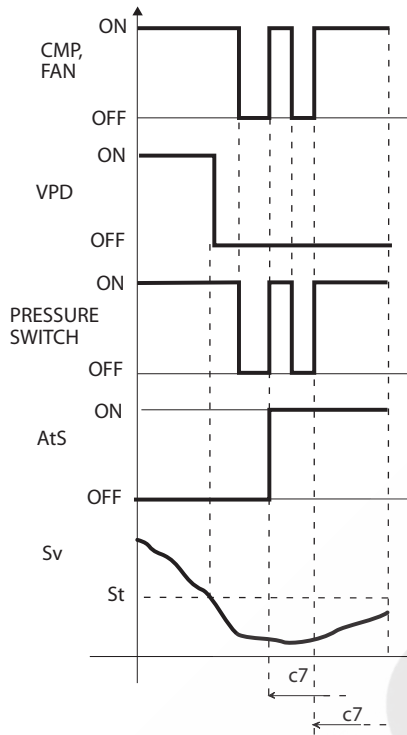 ON
CMP,
FAN
OFF
ON
VPD
OFF
ON
PRESSURE
SWITCH
OFF
ON
AtS
OFF
Sv
St
c7
c7